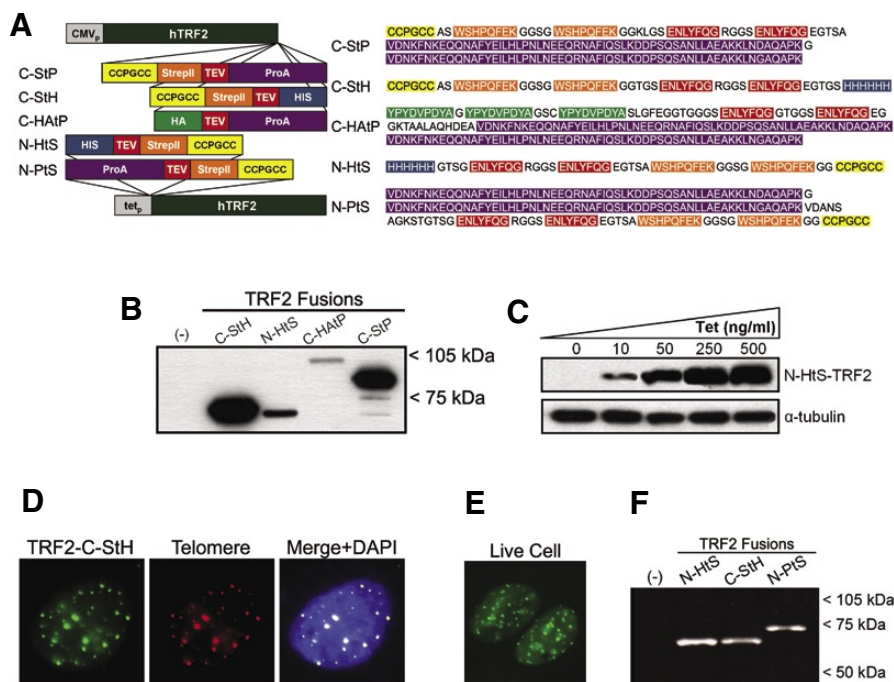 A
CMVp hTRF2
C-StP CCPGCC StrepII TEV ProA
C-StH CCPGCC StrepII TEV HIS
C-HAtP HA TEV ProA
N-HtS HIS TEV StrepII CCPGCC
N-PtS ProA TEV StrepII CCPGCC
tetp hTRF2
C-StP
CCPGCC AS WSHPQFEK GGSG WSHPQFEK GGKLGS ENLYFQG RGGS ENLYFQG EGTSA
VDNKFNKEQQNAFYEILHLPNLNEEQRNAFIQSLKDDPSQSANLLAEAKKLNDAQAPK G
VDNKFNKEQQNAFYEILHLPNLNEEQRNAFIQSLKDDPSQSANLLAEAKKLNGAQAPK
C-StH
CCPGCC AS WSHPQFEK GGSG WSHPQFEK GGTGS ENLYFQG RGGS ENLYFQG EGTGS HHHHHH
C-HAtP
YPYDVPDYA G YPYDVPDYA GSC YPYDVPDYA SLGFEGGTGGGS ENLYFQG GTGGS ENLYFQG EG
GKTAALAQHDEA VDNKFNKEQQNAFYEILHLPNLNEEQRNAFIQSLKDDPSQSANLLAEAKKLNDAQAPK
VDNKFNKEQQNAFYEILHLPNLNEEQRNAFIQSLKDDPSQSANLLAEAKKLNGAQAPK
N-HtS
HHHHHH GTSG ENLYFQG RGGS ENLYFQG EGTSA WSHPQFEK GGSG WSHPQFEK GG CCPGCC
N-PtS
VDNKFNKEQQNAFYEILHLPNLNEEQRNAFIQSLKDDPSQSANLLAEAKKLNDAQAPK G
VDNKFNKEQQNAFYEILHLPNLNEEQRNAFIQSLKDDPSQSANLLAEAKKLNGAQAPK VDANS
AGKSTGTSG ENLYFQG RGGS ENLYFQG EGTSA WSHPQFEK GGSG WSHPQFEK GG CCPGCC
B
TRF2 Fusions
(-) C-StH N-HtS C-HAtP C-StP
< 105 kDa
< 75 kDa
C
Tet (ng/ml)
0 10 50 250 500
N-HtS-TRF2
α-tubulin
D
TRF2-C-StH Telomere Merge+DAPI
E
Live Cell
F
TRF2 Fusions
(-) N-HtS C-StH N-PtS
< 105 kDa
< 75 kDa
< 50 kDa